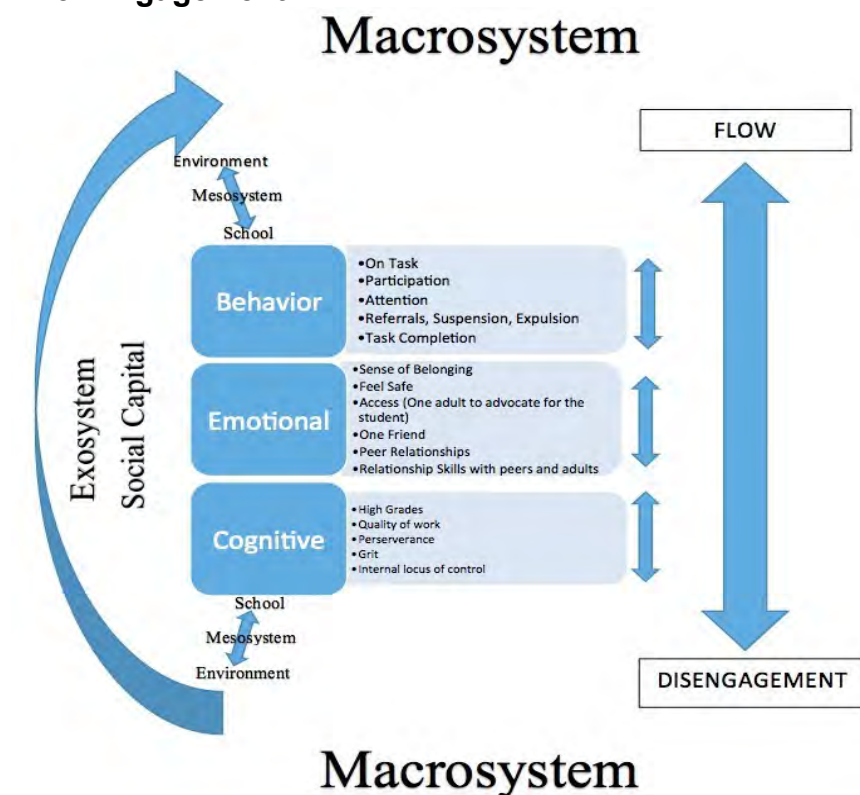 Macrosystem
FLOW
Environment
Mesosystem
School
Behavior
•On Task
•Participation
•Attention
•Referrals, Suspension, Expulsion
•Task Completion
Exosystem
Social Capital
Emotional
•Sense of Belonging
•Feel Safe
•Access (One adult to advocate for the
student)
•One Friend
•Peer Relationships
•Relationship Skills with peers and adults
Cognitive
•High Grades
•Quality of work
•Perserverance
•Grit
•Internal locus of control
School
Mesosystem
Environment
DISENGAGEMENT
Macrosystem